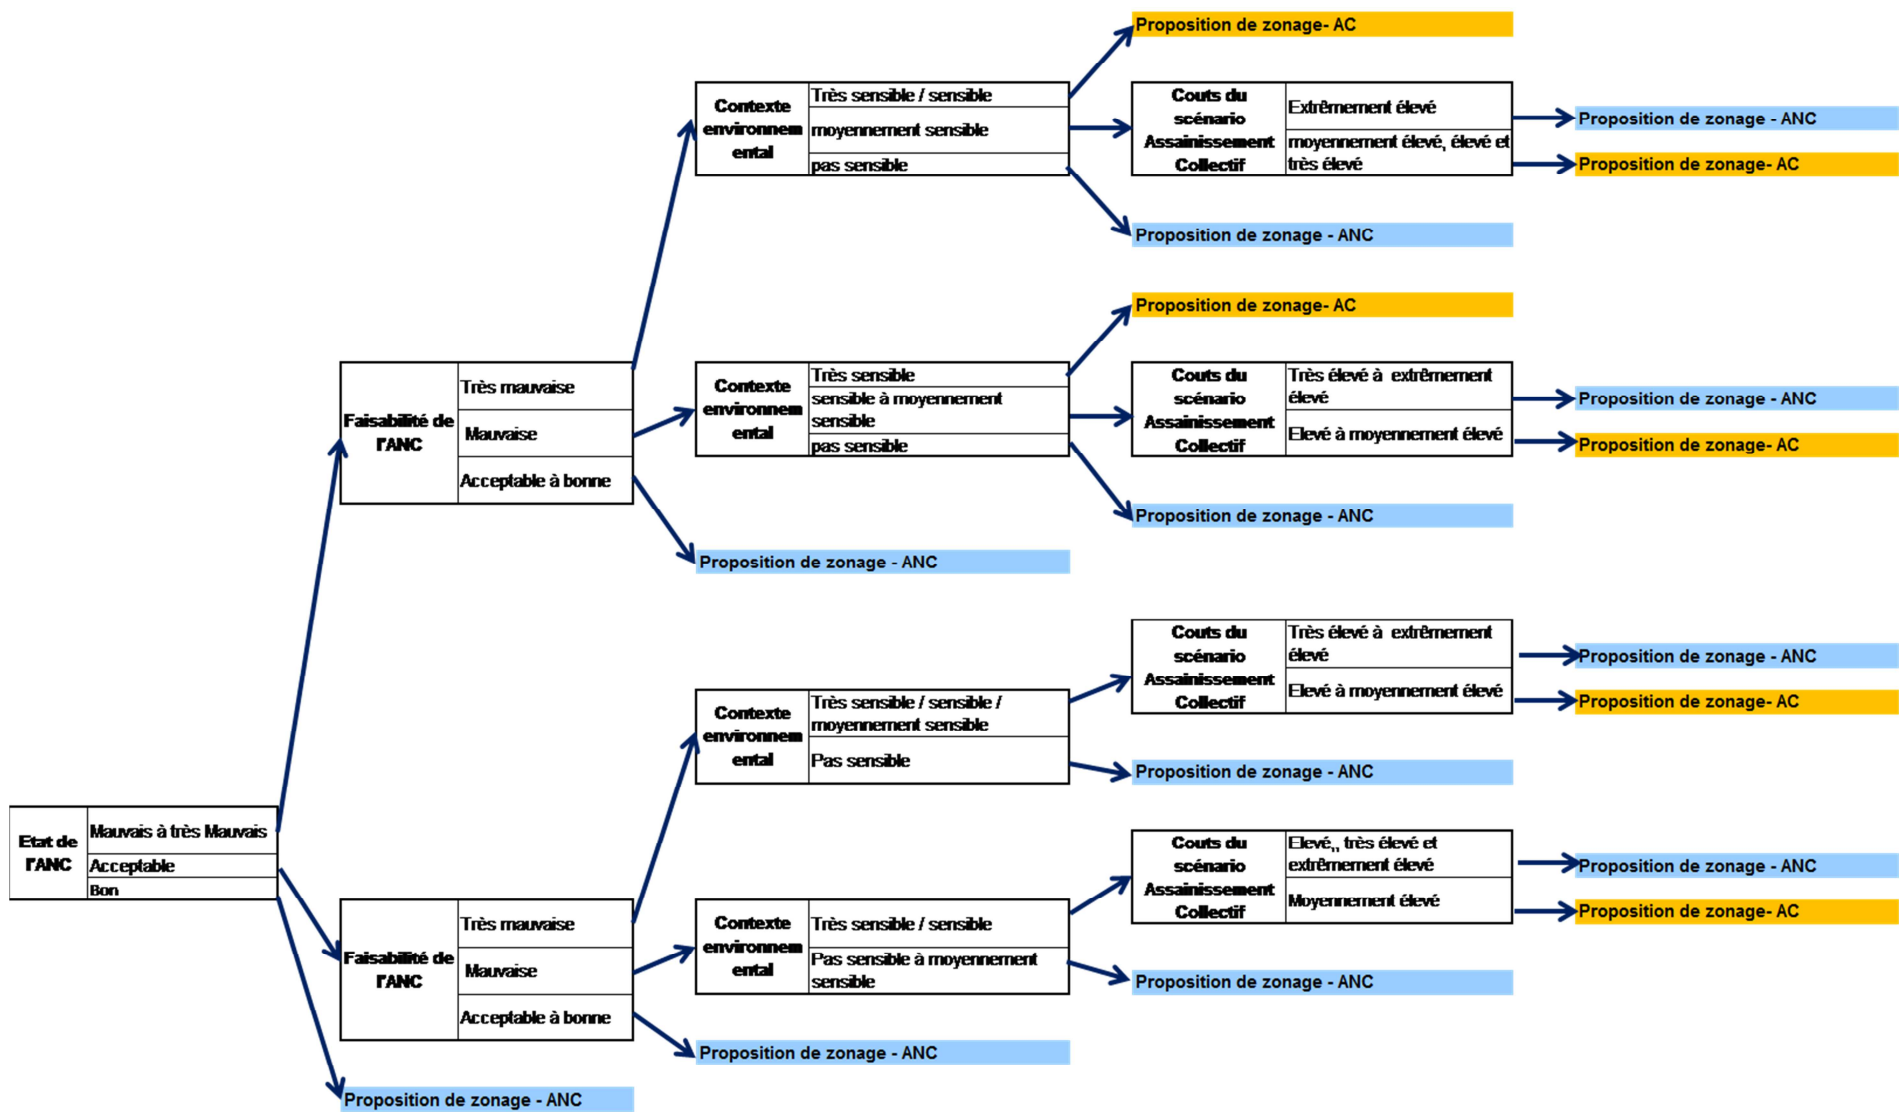 Proposition de zonage- AC
Contexte
environnem
ental
Très sensible / sensible
moyennement sensible
pas sensible
Couts du
scénario
Assainissement
Collectif
Extrêmement élevé
moyennement élevé, élevé et
très élevé
Proposition de zonage - ANC
Proposition de zonage- AC
Proposition de zonage - ANC
Proposition de zonage- AC
Faisabilité de
l'ANC
Très mauvaise
Mauvaise
Acceptable à bonne
Contexte
environnem
ental
Très sensible
sensible à moyennement
sensible
pas sensible
Couts du
scénario
Assainissement
Collectif
Très élevé à extrêmement
élevé
Elevé à moyennement élevé
Proposition de zonage - ANC
Proposition de zonage- AC
Proposition de zonage - ANC
Proposition de zonage - ANC
Couts du
scénario
Assainissement
Collectif
Très élevé à extrêmement
élevé
Elevé à moyennement élevé
Proposition de zonage - ANC
Proposition de zonage- AC
Contexte
environnem
ental
Très sensible / sensible /
moyennement sensible
Pas sensible
Proposition de zonage - ANC
Etat de
l'ANC
Mauvais à très Mauvais
Acceptable
Bon
Couts du
scénario
Assainissement
Collectif
Elevé,, très élevé et
extrêmement élevé
Moyennement élevé
Proposition de zonage - ANC
Proposition de zonage- AC
Faisabilité de
l'ANC
Très mauvaise
Mauvaise
Acceptable à bonne
Contexte
environnem
ental
Très sensible / sensible
Pas sensible à moyennement
sensible
Proposition de zonage - ANC
Proposition de zonage - ANC
Proposition de zonage - ANC